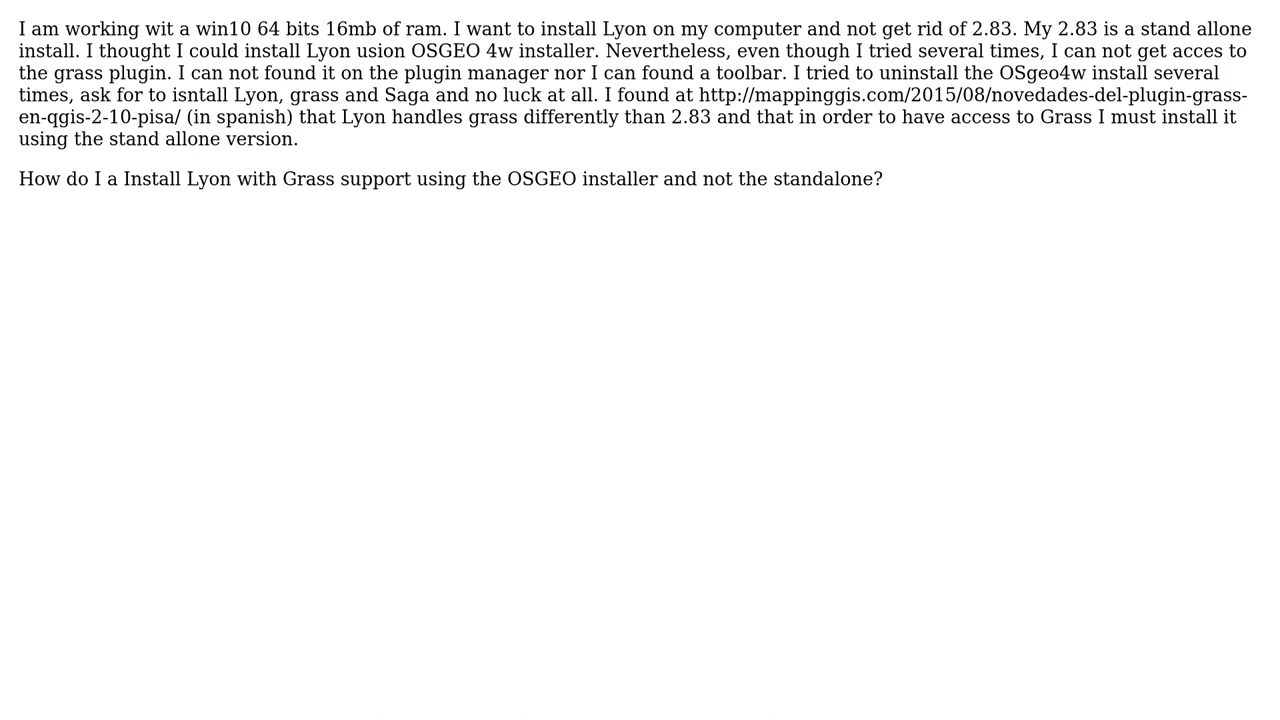 I am working wit a win10 64 bits 16mb of ram. I want to install Lyon on my computer and not get rid of 2.83. My 2.83 is a stand allone
install. I thought I could install Lyon usion OSGEO 4w installer. Nevertheless, even though I tried several times, I can not get acces to
the grass plugin. I can not found it on the plugin manager nor I can found a toolbar. I tried to uninstall the OSgeo4w install several
times, ask for to isntall Lyon, grass and Saga and no luck at all. I found at http://mappinggis.com/2015/08/novedades-del-plugin-grass-
en-qgis-2-10-pisa/ (in spanish) that Lyon handles grass differently than 2.83 and that in order to have access to Grass I must install it
using the stand allone version.
How do I a Install Lyon with Grass support using the OSGEO installer and not the standalone?